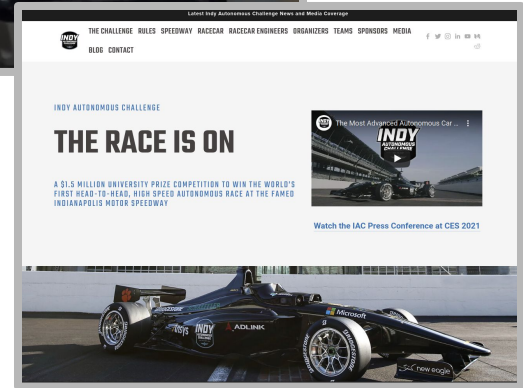 Latest Indy Autonomous Challenge News and Media Coverage
THE CHALLENGE RULES SPEEDWAY RACECAR RACECAR ENGINEERS ORGANIZERS TEAMS SPONSORS MEDIA
BLOG CONTACT
INDY
INDY AUTONOMOUS CHALLENGE
THE RACE IS ON
A $1.5 MILLION UNIVERSITY PRIZE COMPETITION TO WIN THE WORLD'S
FIRST HEAD-TO-HEAD, HIGH SPEED AUTONOMOUS RACE AT THE FAMED
INDIANAPOLIS MOTOR SPEEDWAY
The Most Advanced Autonomous Car ...
INDY
AUTONOMOUS
CHALLENGE
Watch the IAC Press Conference at CES 2021
Microsoft
ADLINK
INDY
new eagle